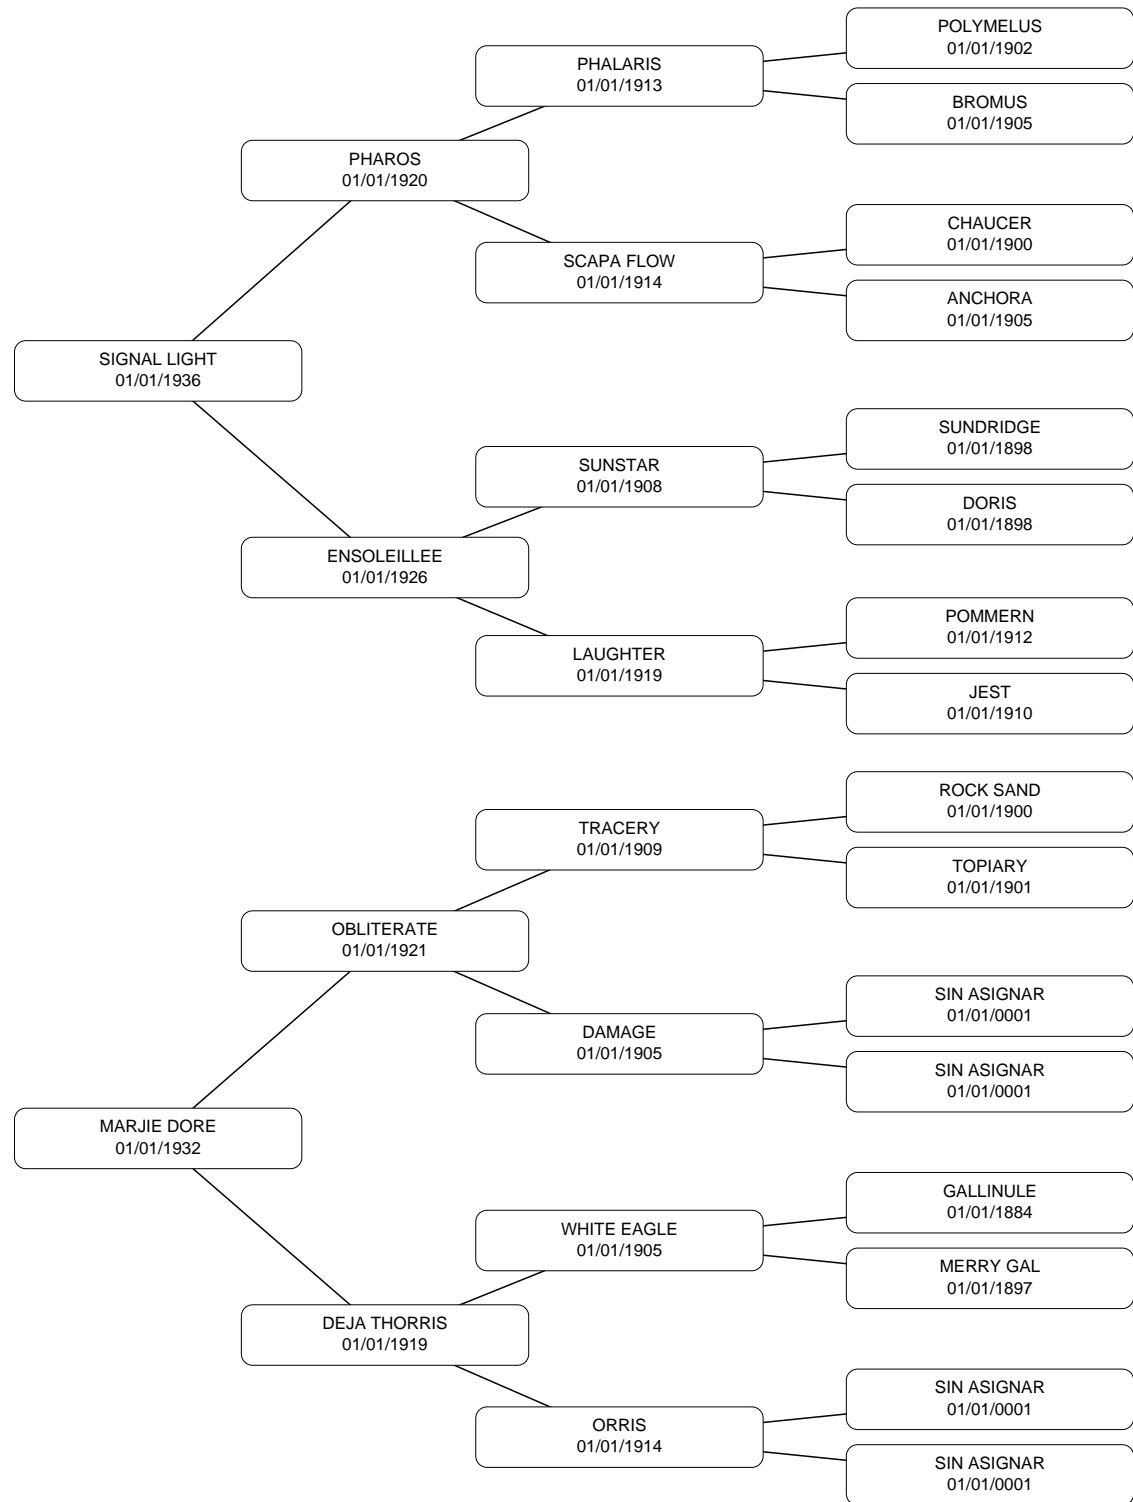 POLYMELUS
01/01/1902
PHALARIS
01/01/1913
BROMUS
01/01/1905
PHAROS
01/01/1920
CHAUCER
01/01/1900
SCAPA FLOW
01/01/1914
ANCHORA
01/01/1905
SIGNAL LIGHT
01/01/1936
SUNDRIDGE
01/01/1898
SUNSTAR
01/01/1908
DORIS
01/01/1898
ENSOLEILLEE
01/01/1926
POMMERN
01/01/1912
LAUGHTER
01/01/1919
JEST
01/01/1910
ROCK SAND
01/01/1900
TRACERY
01/01/1909
TOPIARY
01/01/1901
OBLITERATE
01/01/1921
SIN ASIGNAR
01/01/0001
DAMAGE
01/01/1905
SIN ASIGNAR
01/01/0001
MARJIE DORE
01/01/1932
GALLINULE
01/01/1884
WHITE EAGLE
01/01/1905
MERRY GAL
01/01/1897
DEJA THORRIS
01/01/1919
SIN ASIGNAR
01/01/0001
ORRIS
01/01/1914
SIN ASIGNAR
01/01/0001